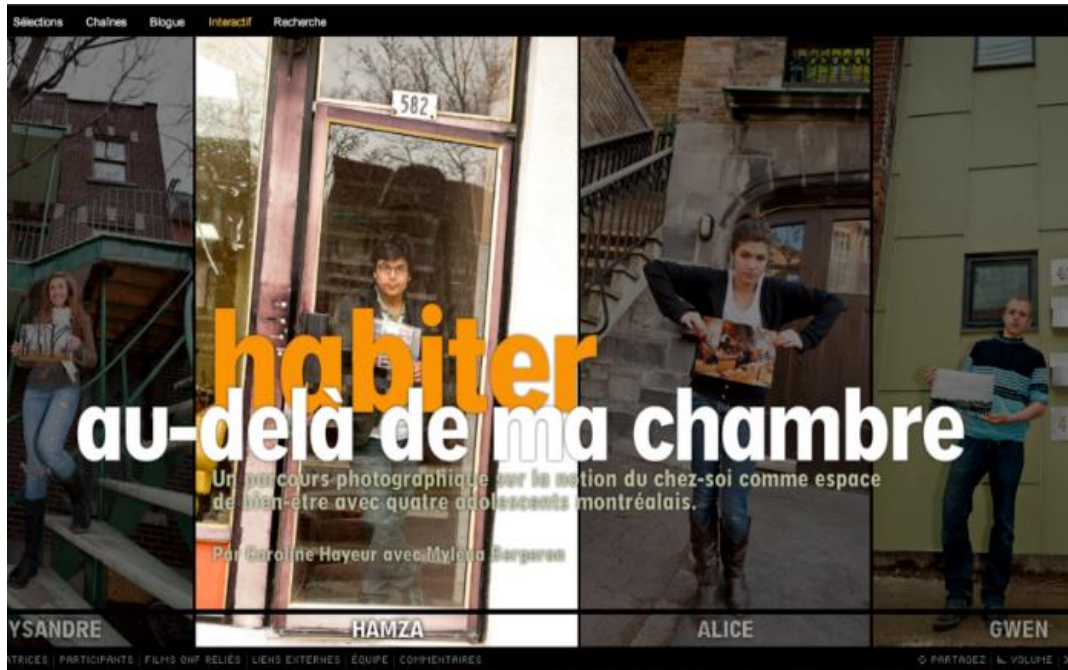 Sélections Chaînes Blogue Interactif Recherche
582
habiter
au-delà de ma chambre
Un parcours photographique sur la notion du chez-soi comme espace
de bien-être avec quatre adolescents montréalais.
Par Caroline Hayeur avec Myléna Bergeron
YSANDRE HAMZA ALICE GWEN
ATRICES | PARTICIPANTS | FILMS ONF RELIÉS | LIENS EXTERNES | ÉQUIPE | COMMENTAIRES PARTAGEZ | VOLUME